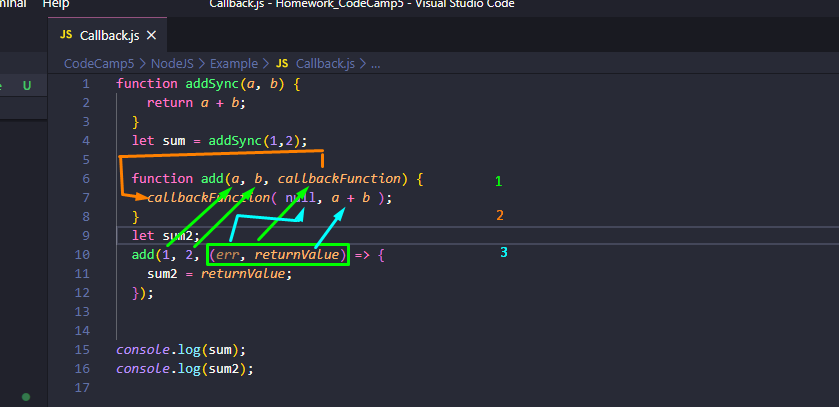 minal Help Callback.js - Homework_CodeCamp5 - Visual Studio Code
JS Callback.js ×
CodeCamp5 > NodeJS > Example > JS Callback.js > ...
e U
1 function addSync(a, b) {
2 return a + b;
3 }
4 let sum = addSync(1,2);
5
6 function add(a, b, callbackFunction) { 1
7 callbackFunction( null, a + b );
8 } 2
9 let sum2;
10 add(1, 2, (err, returnValue) => { 3
11 sum2 = returnValue;
12 });
13
14
15 console.log(sum);
16 console.log(sum2);
17